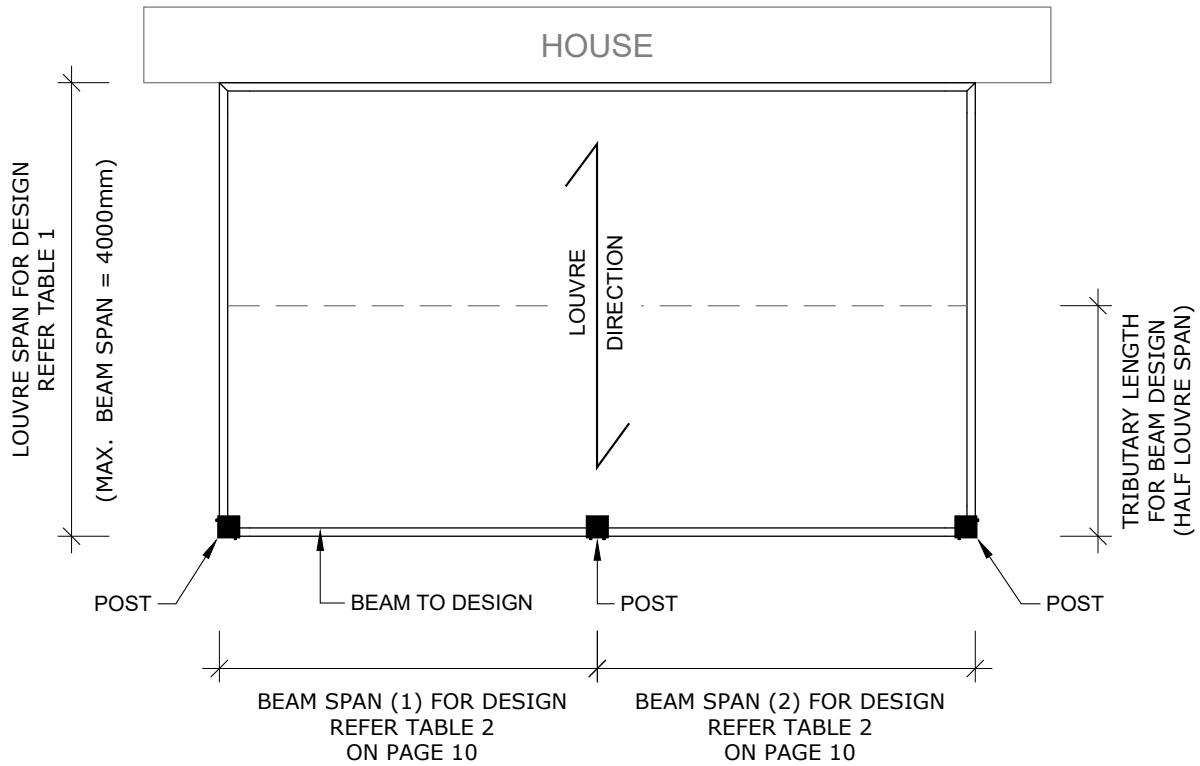 HOUSE
LOUVRE SPAN FOR DESIGN
REFER TABLE 1
(MAX. BEAM SPAN = 4000mm)
LOUVRE
DIRECTION
TRIBUTARY LENGTH
FOR BEAM DESIGN
(HALF LOUVRE SPAN)
POST
BEAM TO DESIGN
POST
POST
BEAM SPAN (1) FOR DESIGN
REFER TABLE 2
ON PAGE 10
BEAM SPAN (2) FOR DESIGN
REFER TABLE 2
ON PAGE 10